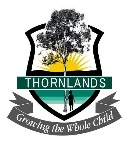 THORNLANDS
Growing the Whole Child